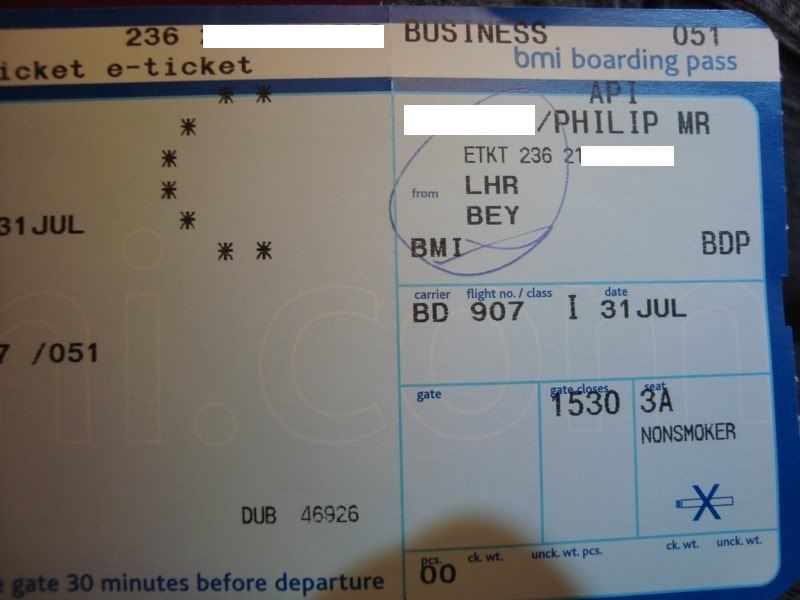 236 BUSINESS 051
icket e-ticket bmi boarding pass
* * API
* /PHILIP MR
* ETKT 236 21
* from LHR
* BEY
31JUL
* * BMI BDP
carrier flight no. / class date
BD 907 I 31JUL
7 /051
gate gate closes seat
1530 3A
NONSMOKER
DUB 46926
pcs. ck. wt. unck. wt. pcs. ck. wt. unck. wt.
00
e gate 30 minutes before departure
ni.com